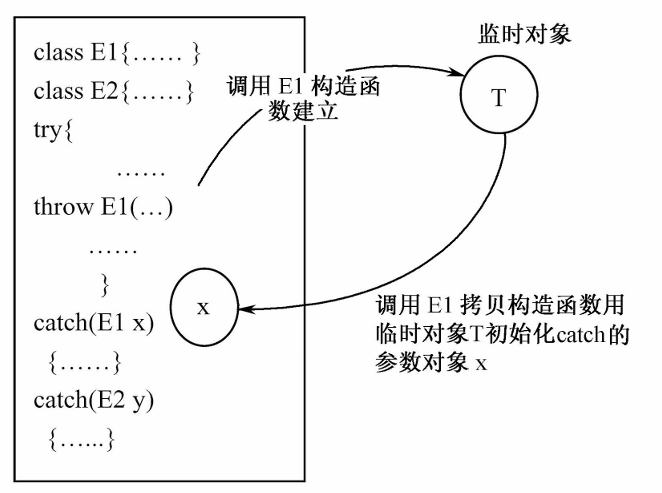 class E1{…… }
class E2{……}
try{
……
throw E1(…)
……
}
catch(E1 x)
{……}
catch(E2 y)
{…...}
调用 E1 构造函
数建立
监时对象
T
x
调用 E1 拷贝构造函数用
临时对象T初始化catch的
参数对象 x